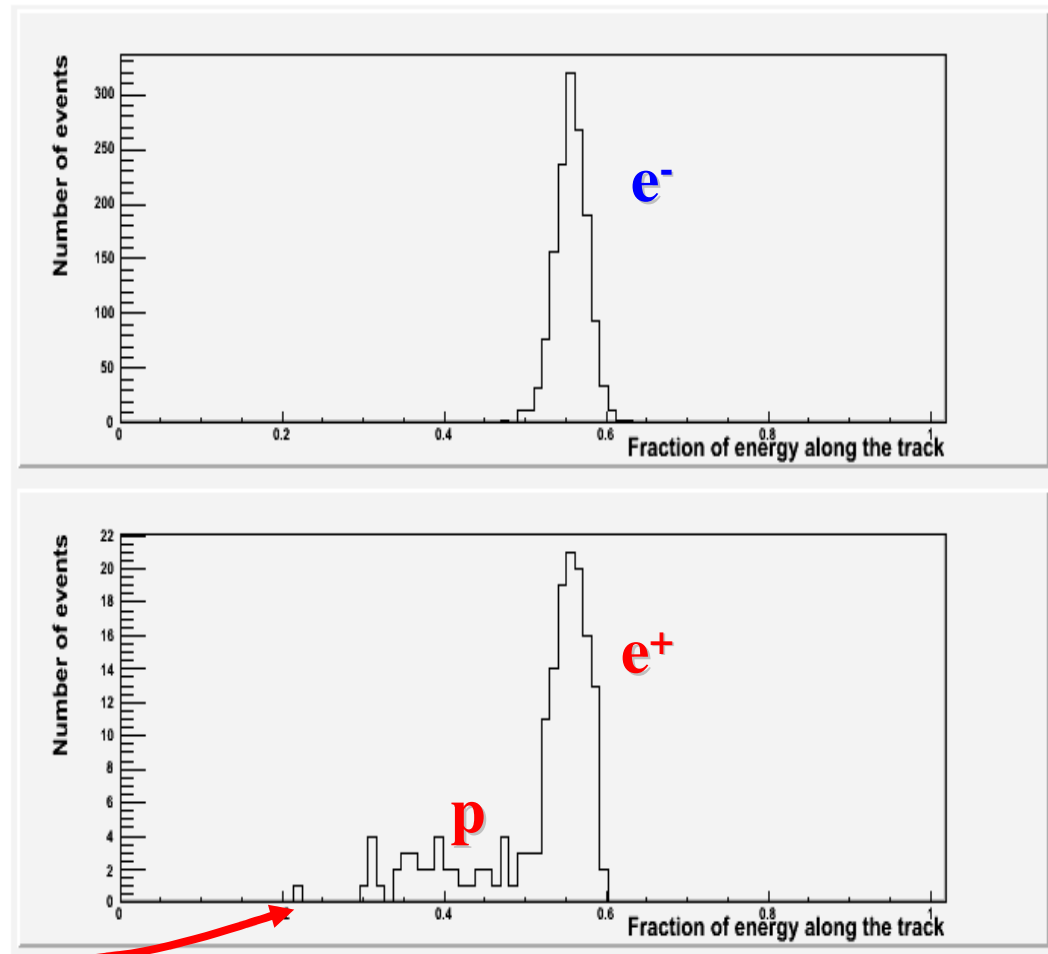 Number of events
300
250
200
150
100
50
0
e-
0 0.2 0.4 0.6 0.8 1
Fraction of energy along the track
Number of events
22
20
18
16
14
12
10
8
6
4
2
0
e+
p
0 2 0.4 0.6 0.8 1
Fraction of energy along the track